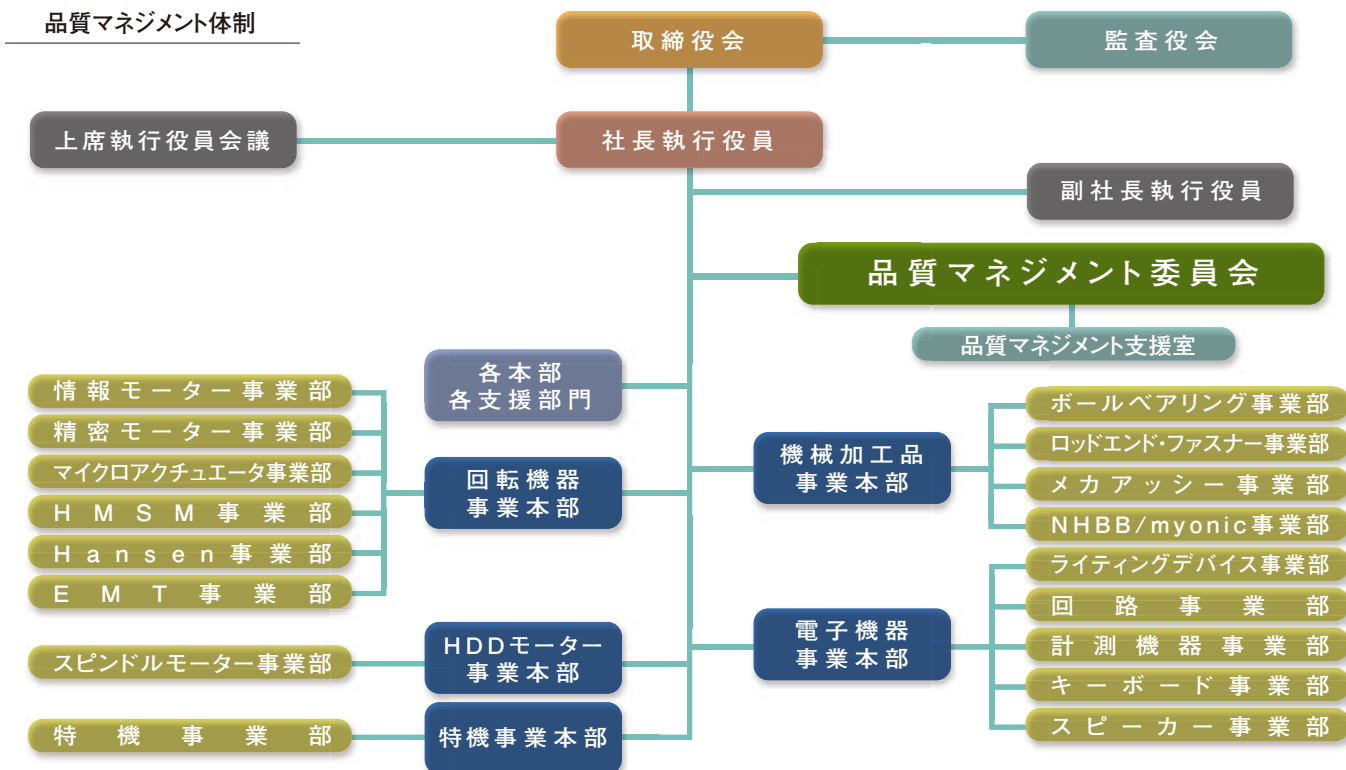 品質マネジメント体制
取締役会
監査役会
上席執行役員会議
社長執行役員
副社長執行役員
品質マネジメント委員会
品質マネジメント支援室
各本部
各支援部門
情報モーター事業部
精密モーター事業部
マイクロアクチュエータ事業部
HMSM事業部
Hansen事業部
EMT事業部
回転機器
事業本部
スピンドルモーター事業部
HDDモーター
事業本部
特機事業部
特機事業本部
機械加工品
事業本部
ボールベアリング事業部
ロッドエンド・ファスナー事業部
メカアッシー事業部
NHBB/myonic事業部
電子機器
事業本部
ライティングデバイス事業部
回路事業部
計測機器事業部
キーボード事業部
スピーカー事業部